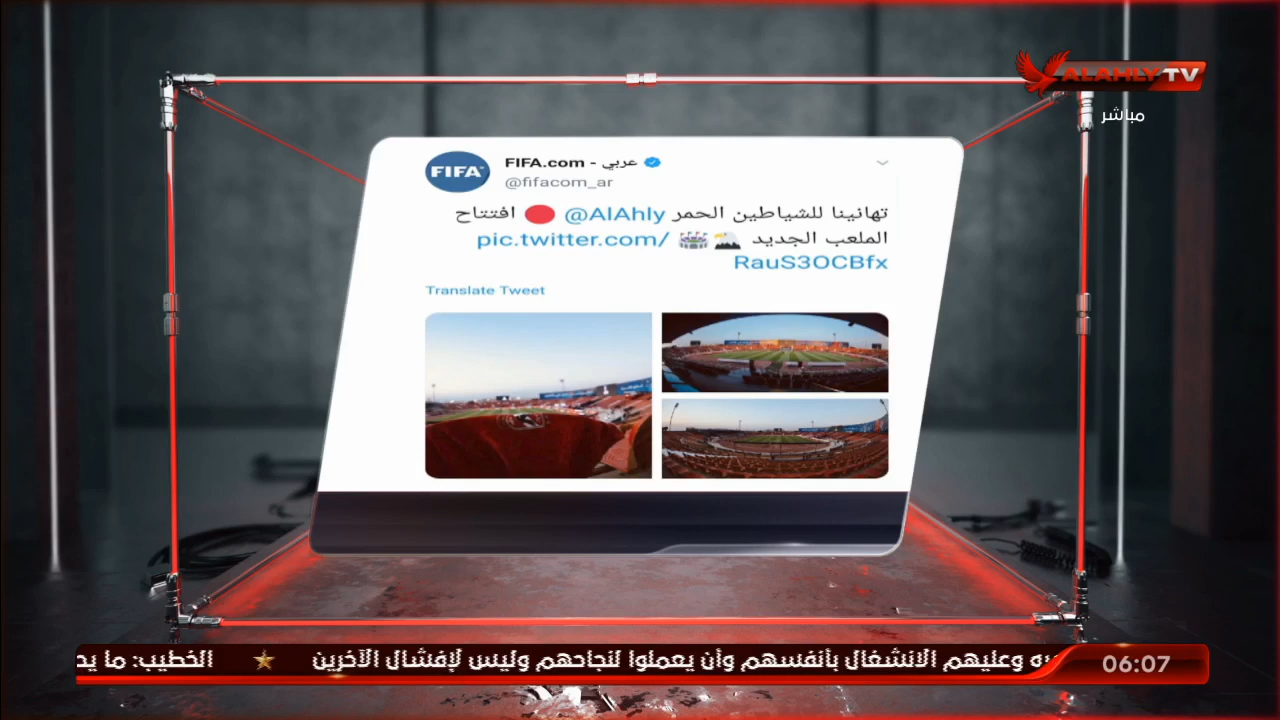 ALAHLY TV
مباشر
FIFA
FIFA.com - عربي
@fifacom_ar
تهانينا للشياطين الحمر @AlAhly 🔴 افتتاح
الملعب الجديد 🏔️🏟️ pic.twitter.com/
RauS3OCBfx
Translate Tweet
وعليهم الانشغال بأنفسهم وأن يعملوا لنجاحهم وليس لإفشال الآخرين ★ الخطيب: ما
06:07